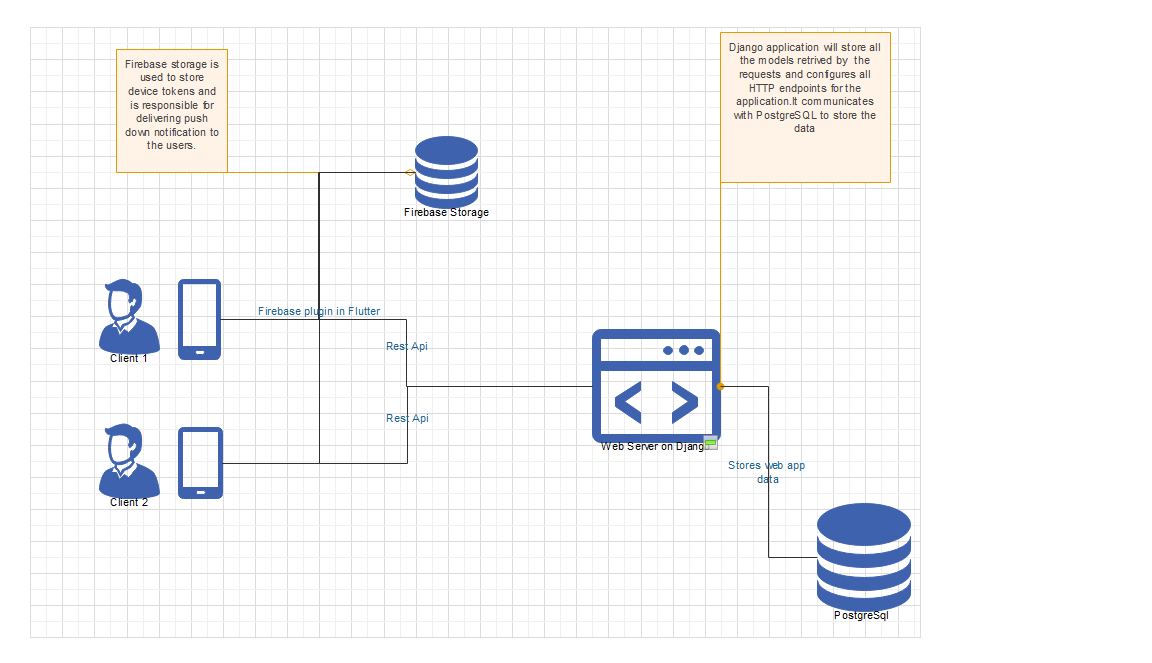 Firebase storage is
used to store
device tokens and
is responsible for
delivering push
down notification to
the users.
Django application will store all
the models retrived by the
requests and configures all
HTTP endpoints for the
application.It communicates
with PostgreSQL to store the
data
Firebase Storage
Firebase plugin in Flutter
Rest Api
Client 1
Rest Api
Web Server on Django
Stores web app
data
Client 2
PostgreSql